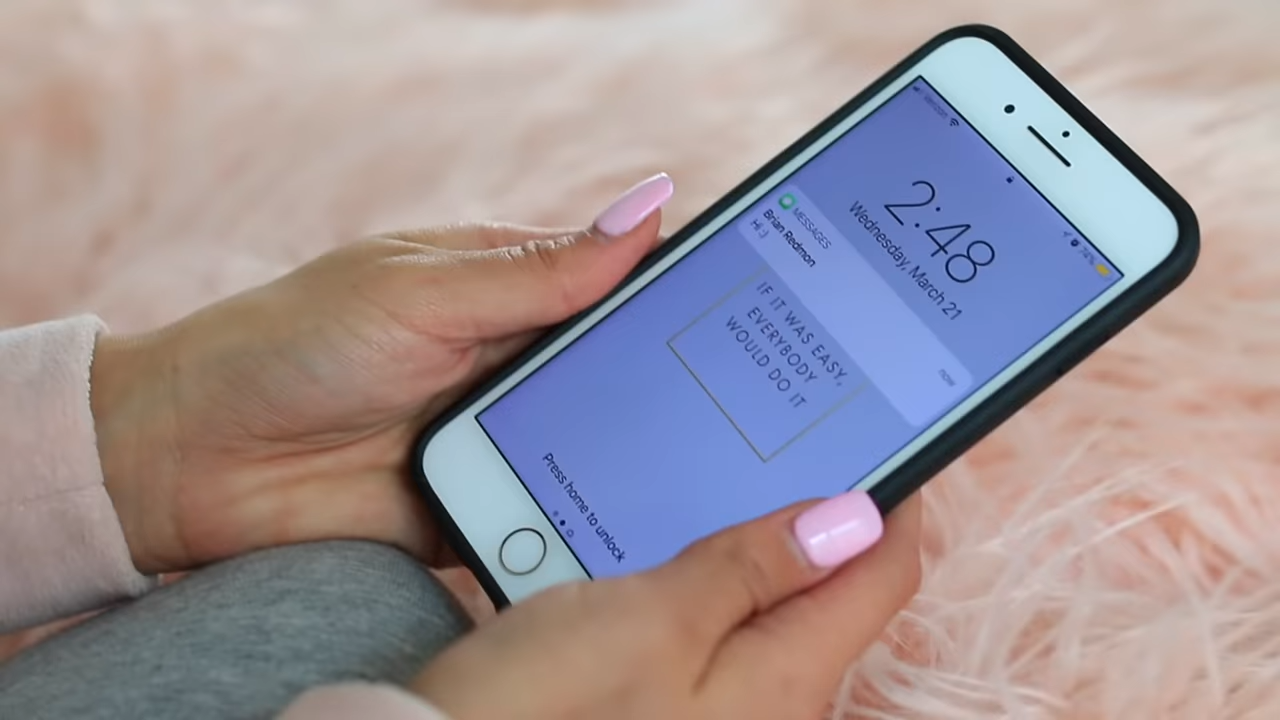 2:48
Wednesday, March 21
MESSAGES
now
Brian Redmon
Hi :)
IF IT WAS EASY,
EVERYBODY
WOULD DO IT
Press home to unlock